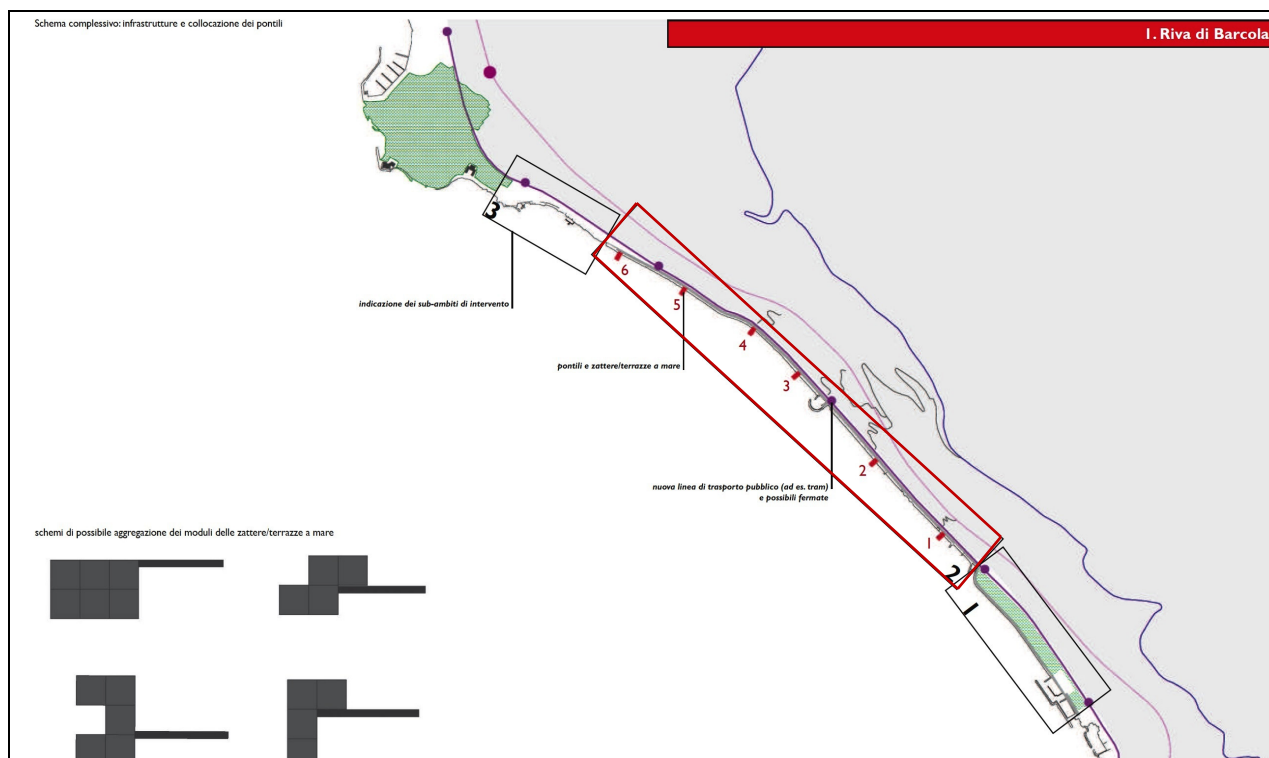 Schema complessivo: infrastrutture e collocazione dei pontili
1. Riva di Barcola
3
6
indicazione dei sub-ambiti di intervento
5
4
pontili e zattere/terrazze a mare
3
2
nuova linea di trasporto pubblico (ad es. tram)
e possibili fermate
schemi di possibile aggregazione dei moduli delle zattere/terrazze a mare
1
2
1